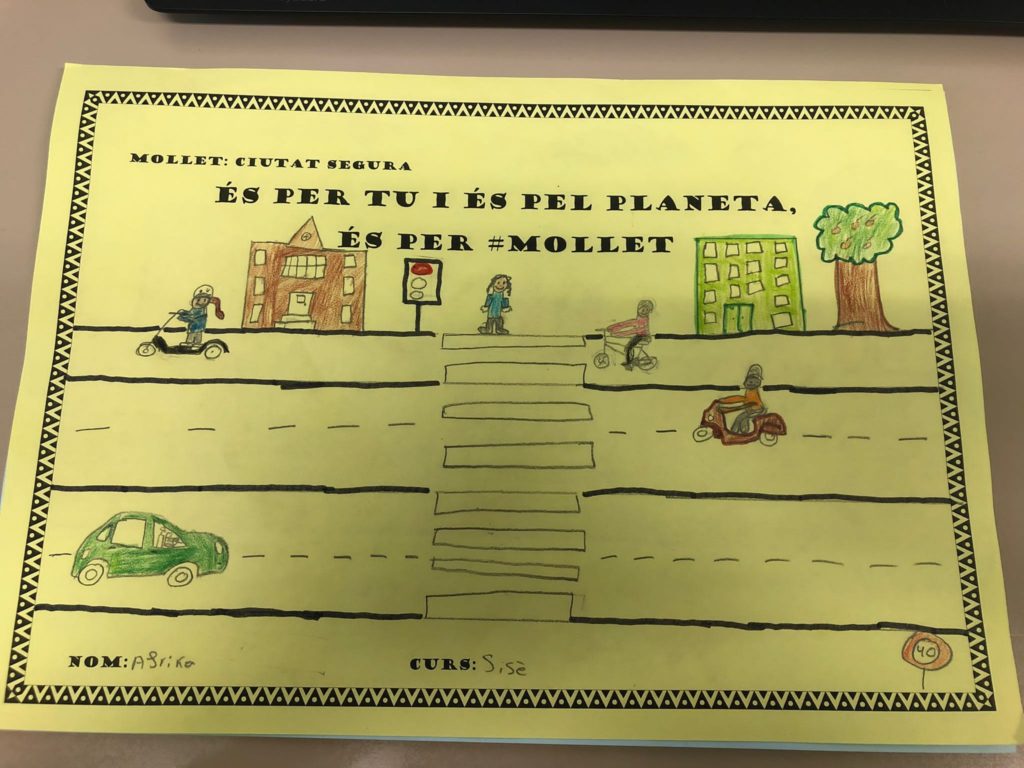 MOLLET: CIUTAT SEGURA
ÉS PER TU I ÉS PEL PLANETA,
ÉS PER #MOLLET
NOM: Afrika
CURS: Sisè
40